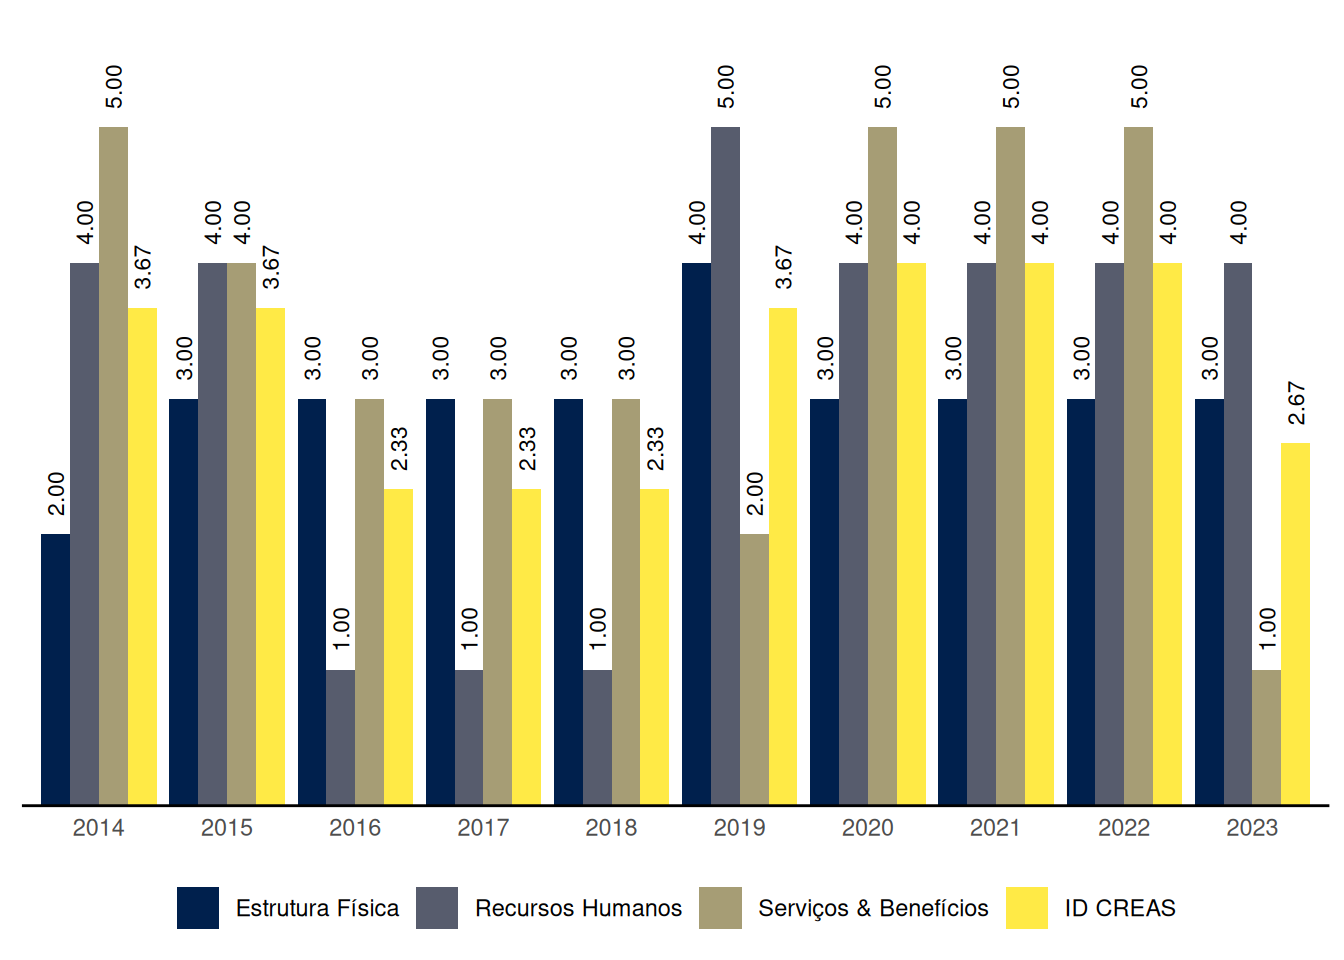 5.00 5.00 5.00 5.00 5.00
4.00 4.00 4.00 4.00 4.00 4.00 4.00 4.00 4.00 4.00 4.00
3.67 3.67 3.67
3.00 3.00 3.00 3.00 3.00 3.00 3.00 3.00 3.00 3.00 3.00
2.67
2.33 2.33 2.33
2.00 2.00
1.00 1.00 1.00 1.00
2014 2015 2016 2017 2018 2019 2020 2021 2022 2023
Estrutura Física Recursos Humanos Serviços & Benefícios ID CREAS